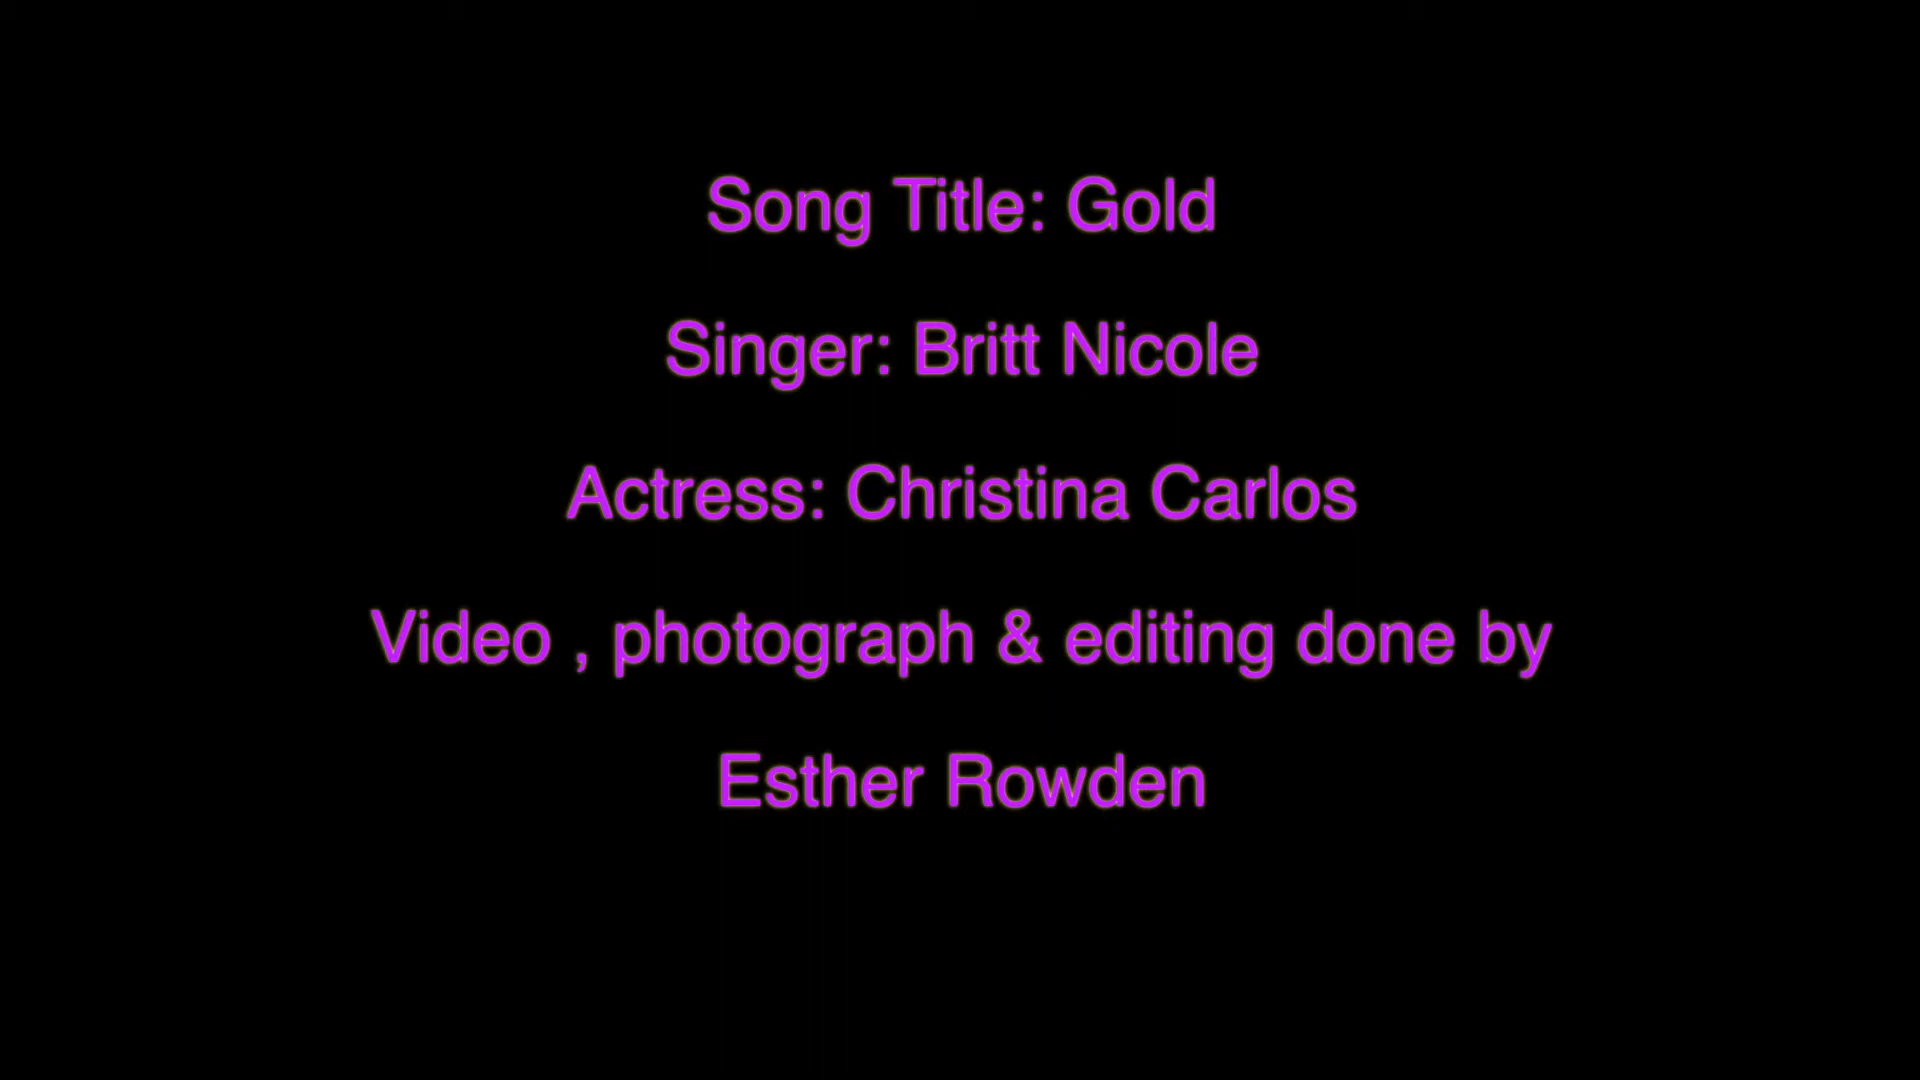 Song Title: Gold
Singer: Britt Nicole
Actress: Christina Carlos
Video , photograph & editing done by
Esther Rowden